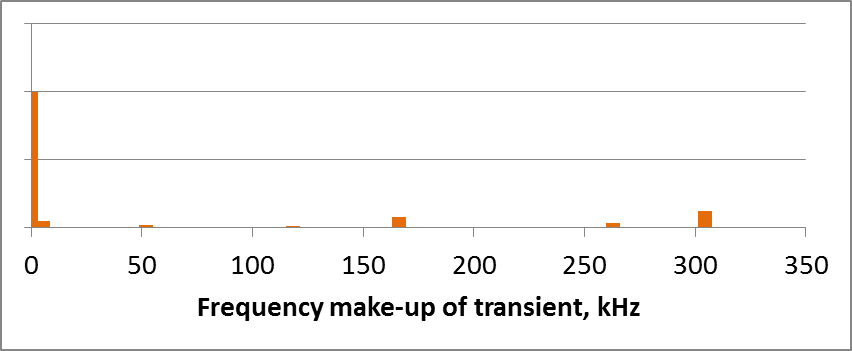 0 50 100 150 200 250 300 350
Frequency make-up of transient, kHz